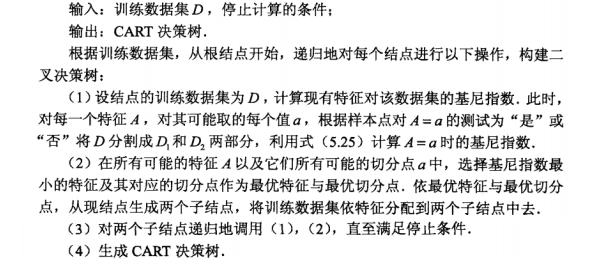 输入：训练数据集D，停止计算的条件；
输出：CART 决策树．
根据训练数据集，从根结点开始，递归地对每个结点进行以下操作，构建二
叉决策树：
（1）设结点的训练数据集为 D，计算现有特征对该数据集的基尼指数．此时，
对每一个特征 A，对其可能取的每个值 a，根据样本点对 A = a 的测试为“是”或
“否”将 D 分割成 D₁ 和 D₂ 两部分，利用式（5.25）计算 A = a 时的基尼指数．
（2）在所有可能的特征 A 以及它们所有可能的切分点 a 中，选择基尼指数最
小的特征及其对应的切分点作为最优特征与最优切分点．依最优特征与最优切分
点，从现结点生成两个子结点，将训练数据集依特征分配到两个子结点中去．
（3）对两个子结点递归地调用（1），（2），直至满足停止条件．
（4）生成 CART 决策树．